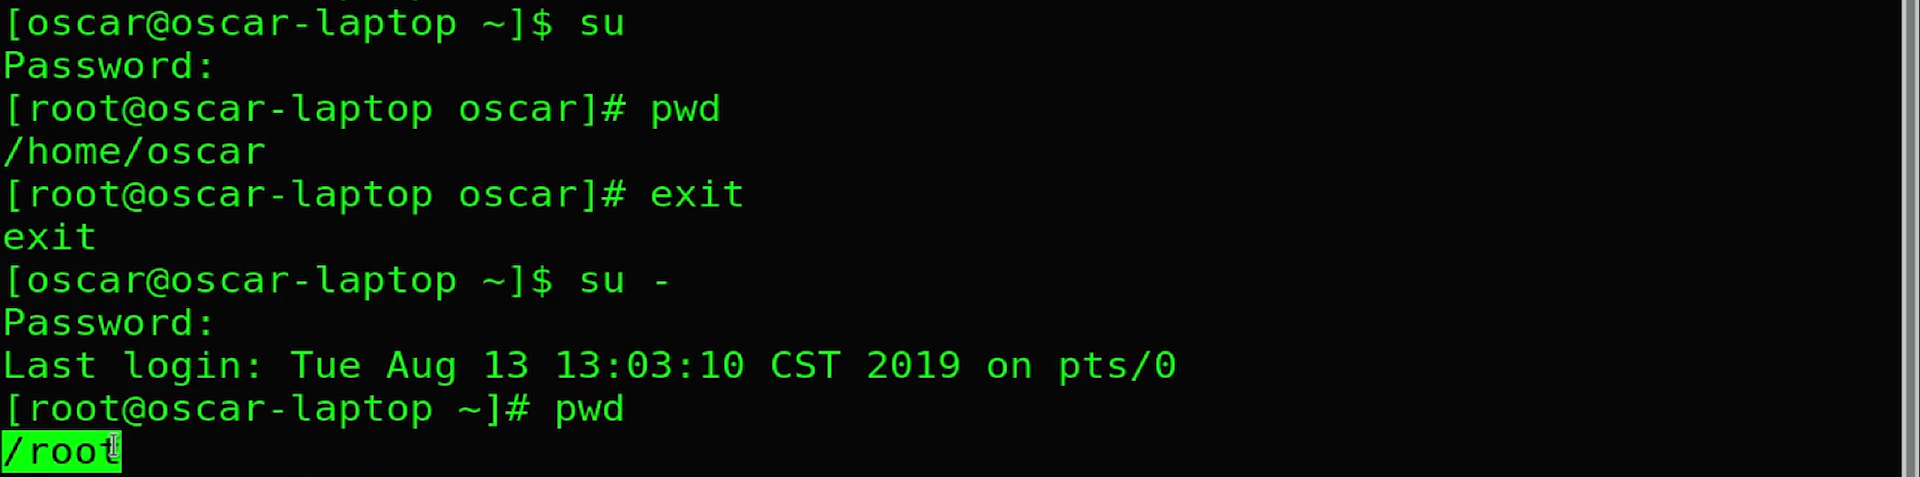 [oscar@oscar-laptop ~]$ su
Password:
[root@oscar-laptop oscar]# pwd
/home/oscar
[root@oscar-laptop oscar]# exit
exit
[oscar@oscar-laptop ~]$ su -
Password:
Last login: Tue Aug 13 13:03:10 CST 2019 on pts/0
[root@oscar-laptop ~]# pwd
/root